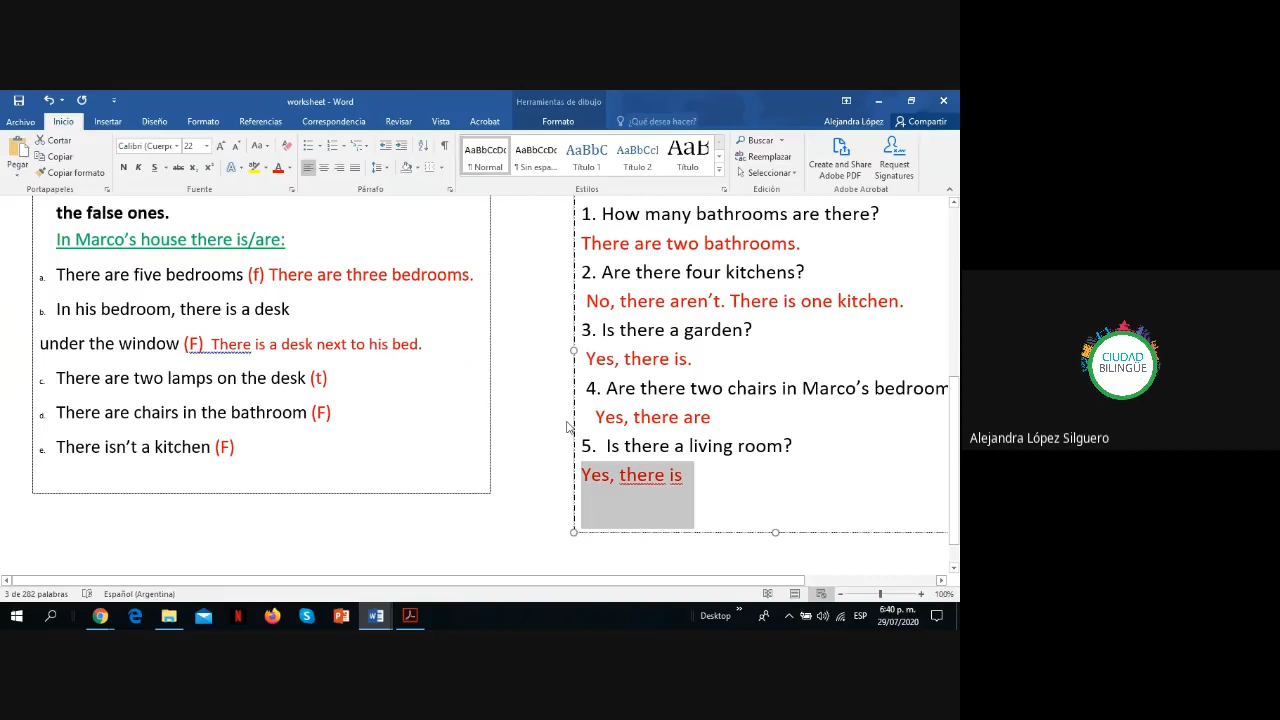 worksheet - Word
Herramientas de dibujo
Archivo Inicio Insertar Diseño Formato Referencias Correspondencia Revisar Vista Acrobat Formato ¿Qué desea hacer? Alejandra López Compartir
Pegar
Cortar
Copiar
Copiar formato
Calibri (Cuerpo 22
N K S abc
AaBbCcDc AaBbCcDc AaBbC AaBbCcI AaB
¶ Normal ¶ Sin espa... Título 1 Título 2 Título
Buscar
Reemplazar
Seleccionar
Create and Share Adobe PDF
Request Signatures
Portapapeles Fuente Párrafo Estilos Edición Adobe Acrobat
the false ones.
In Marco's house there is/are:
a. There are five bedrooms (f) There are three bedrooms.
b. In his bedroom, there is a desk
under the window (F) There is a desk next to his bed.
c. There are two lamps on the desk (t)
d. There are chairs in the bathroom (F)
e. There isn't a kitchen (F)
1. How many bathrooms are there?
There are two bathrooms.
2. Are there four kitchens?
No, there aren't. There is one kitchen.
3. Is there a garden?
Yes, there is.
4. Are there two chairs in Marco's bedroom
Yes, there are
5. Is there a living room?
Yes, there is
CIUDAD
BILINGÜE
Alejandra López Silguero
3 de 282 palabras Español (Argentina) 100%
Desktop ESP
6:40 p. m.
29/07/2020